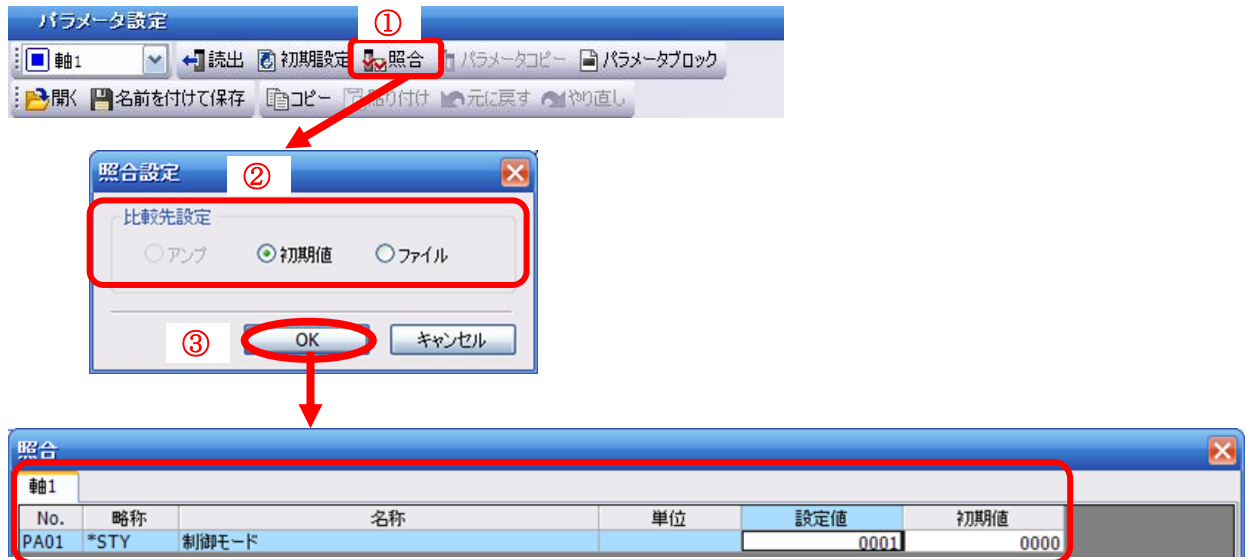 パラメータ設定
①
軸1 読出 初期設定 照合 パラメータコピー パラメータブロック
開く 名前を付けて保存 コピー 貼り付け 元に戻す やり直し
照合設定
②
比較先設定
アンプ 初期値 ファイル
③
OK キャンセル
照合
軸1
No. 略称 名称 単位 設定値 初期値
PA01 *STY 制御モード 0001 0000